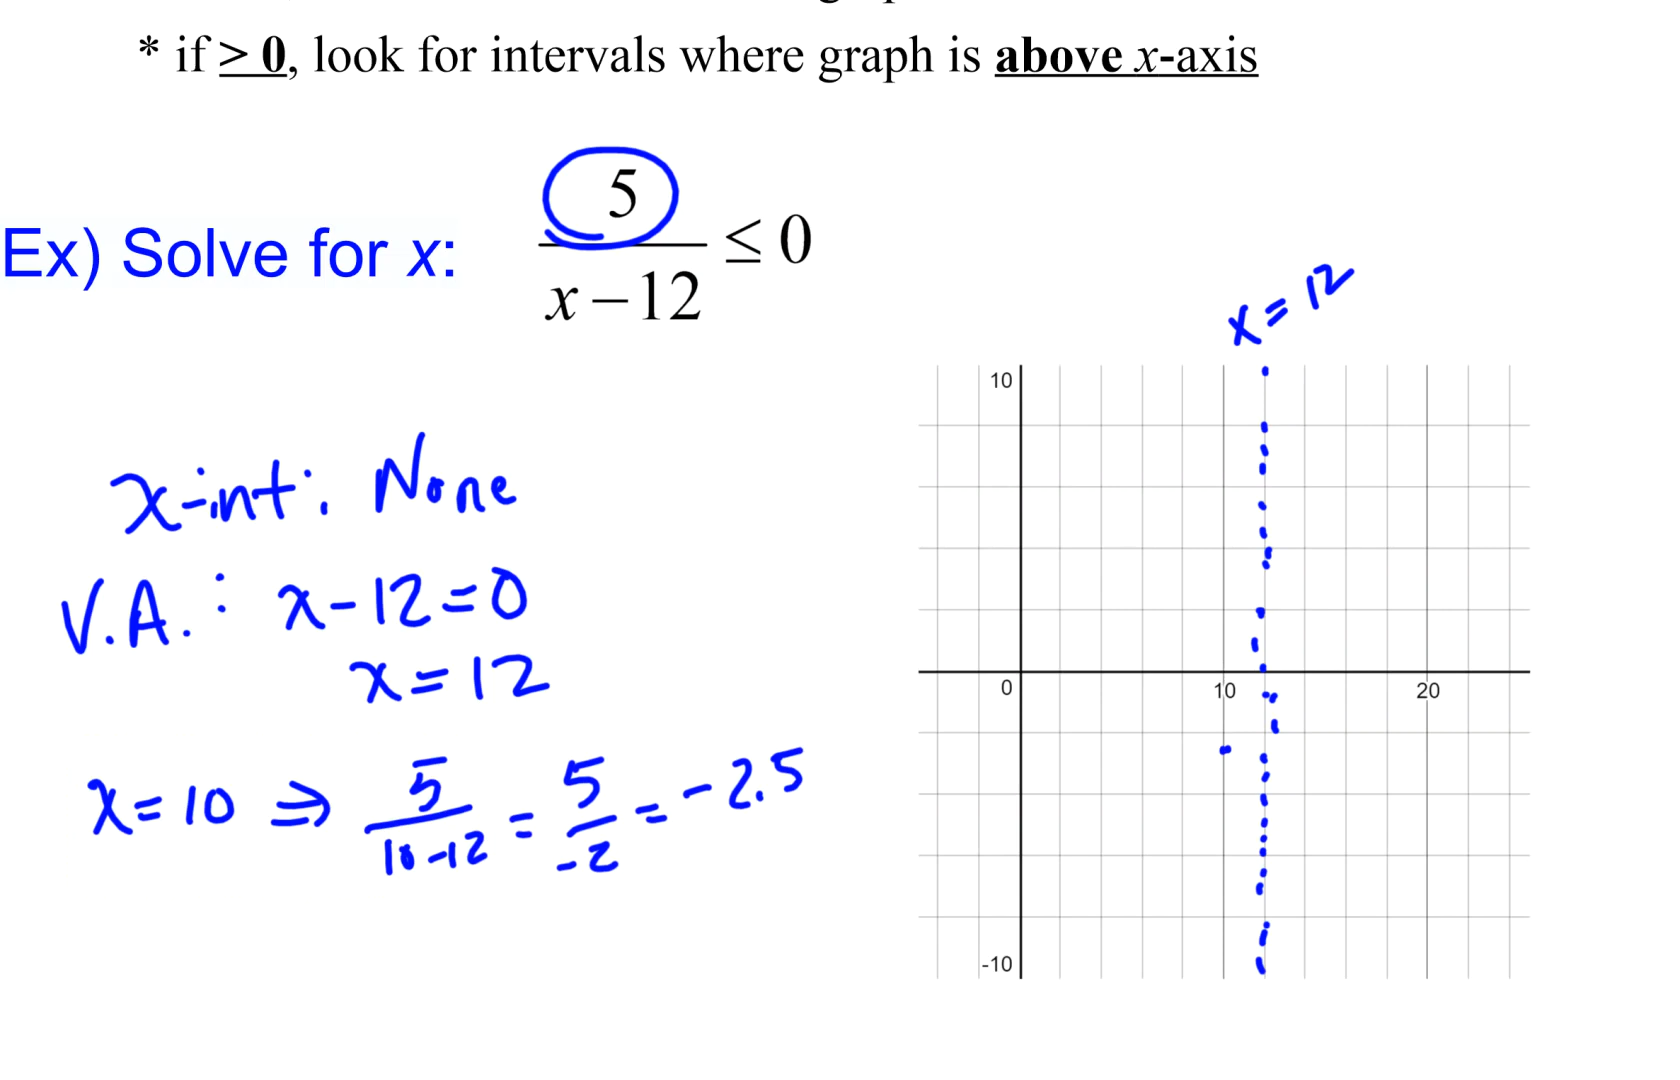 * if ≥ 0, look for intervals where graph is above x-axis
Ex) Solve for x:
5
x – 12
≤ 0
x-int: None
V.A. : x - 12 = 0
x = 12
x = 10 ⇒ 5/(10-12) = 5/-2 = -2.5
x = 12
10
0
10
20
-10